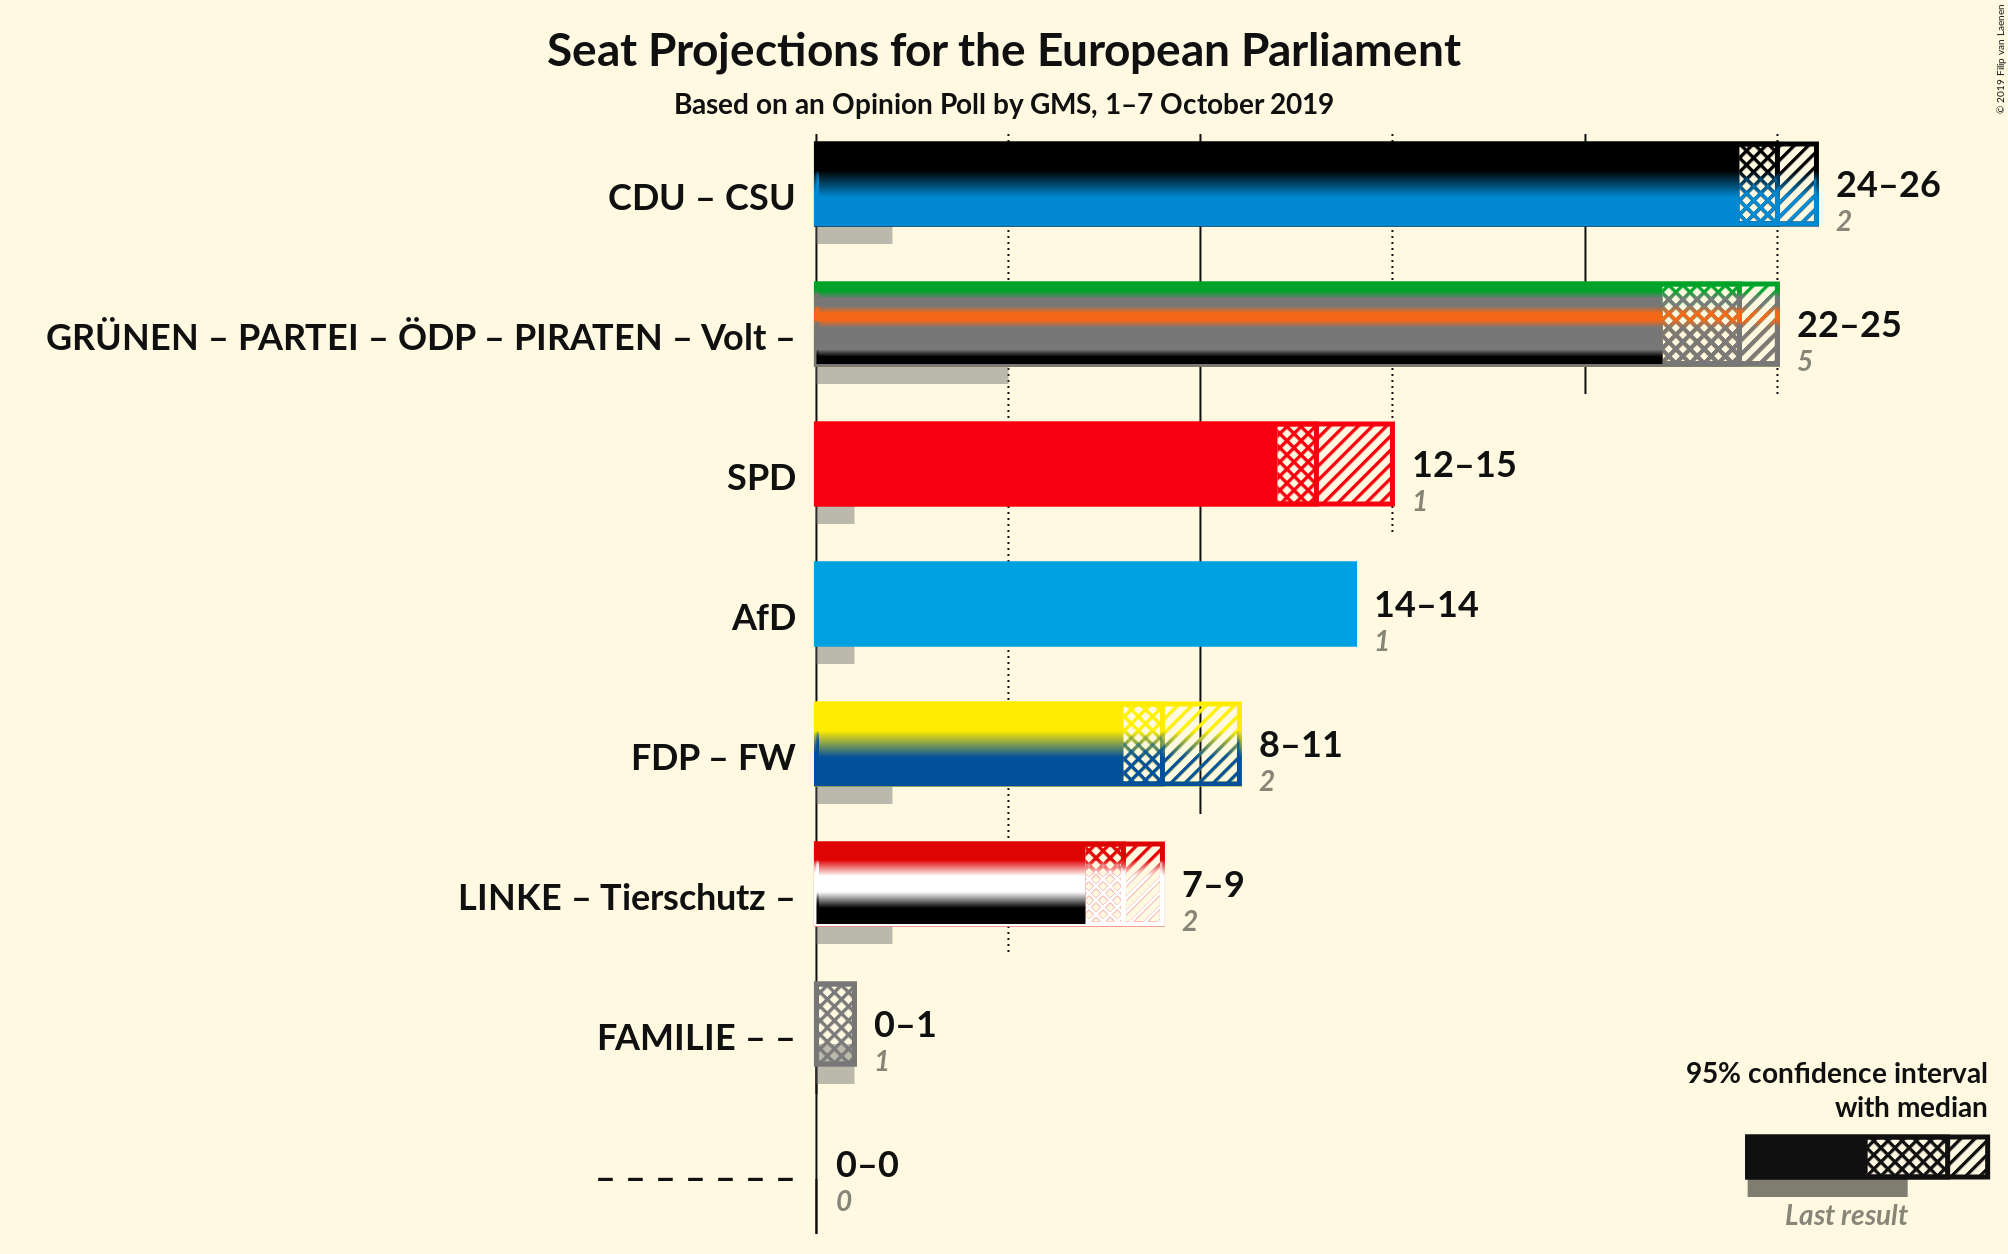 Seat Projections for the European Parliament
Based on an Opinion Poll by GMS, 1–7 October 2019
© 2019 Filip van Laenen
CDU – CSU
24–26
2
GRÜNEN – PARTEI – ÖDP – PIRATEN – Volt –
22–25
5
SPD
12–15
1
AfD
14–14
1
FDP – FW
8–11
2
LINKE – Tierschutz –
7–9
2
FAMILIE – –
0–1
1
– – – – – – –
0–0
0
95% confidence interval
with median
Last result